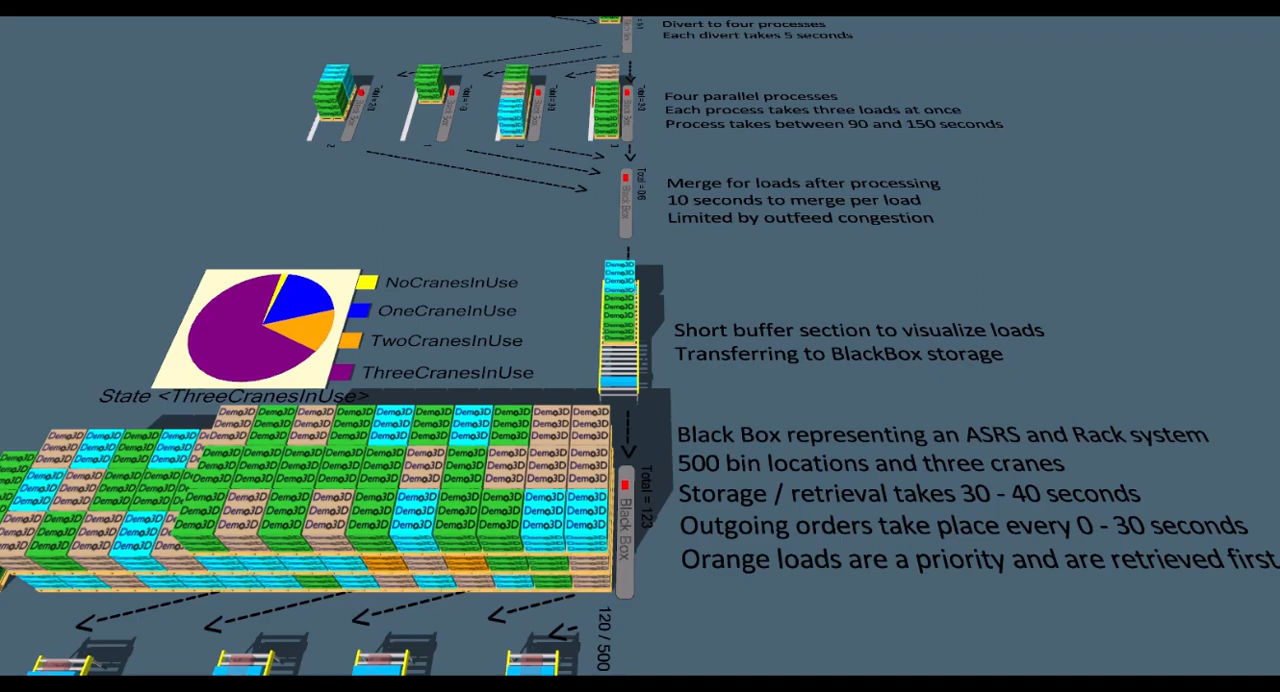 Divert to four processes
Each divert takes 5 seconds
Four parallel processes
Each process takes three loads at once
Process takes between 90 and 150 seconds
Merge for loads after processing
10 seconds to merge per load
Limited by outfeed congestion
Black Box
NoCranesInUse
OneCraneInUse
TwoCranesInUse
ThreeCranesInUse
State <ThreeCranesInUse>
Demo3D
Short buffer section to visualize loads
Transferring to BlackBox storage
Black Box representing an ASRS and Rack system
500 bin locations and three cranes
Storage / retrieval takes 30 - 40 seconds
Outgoing orders take place every 0 - 30 seconds
Orange loads are a priority and are retrieved first
Total = 123
Black Box
120 / 500